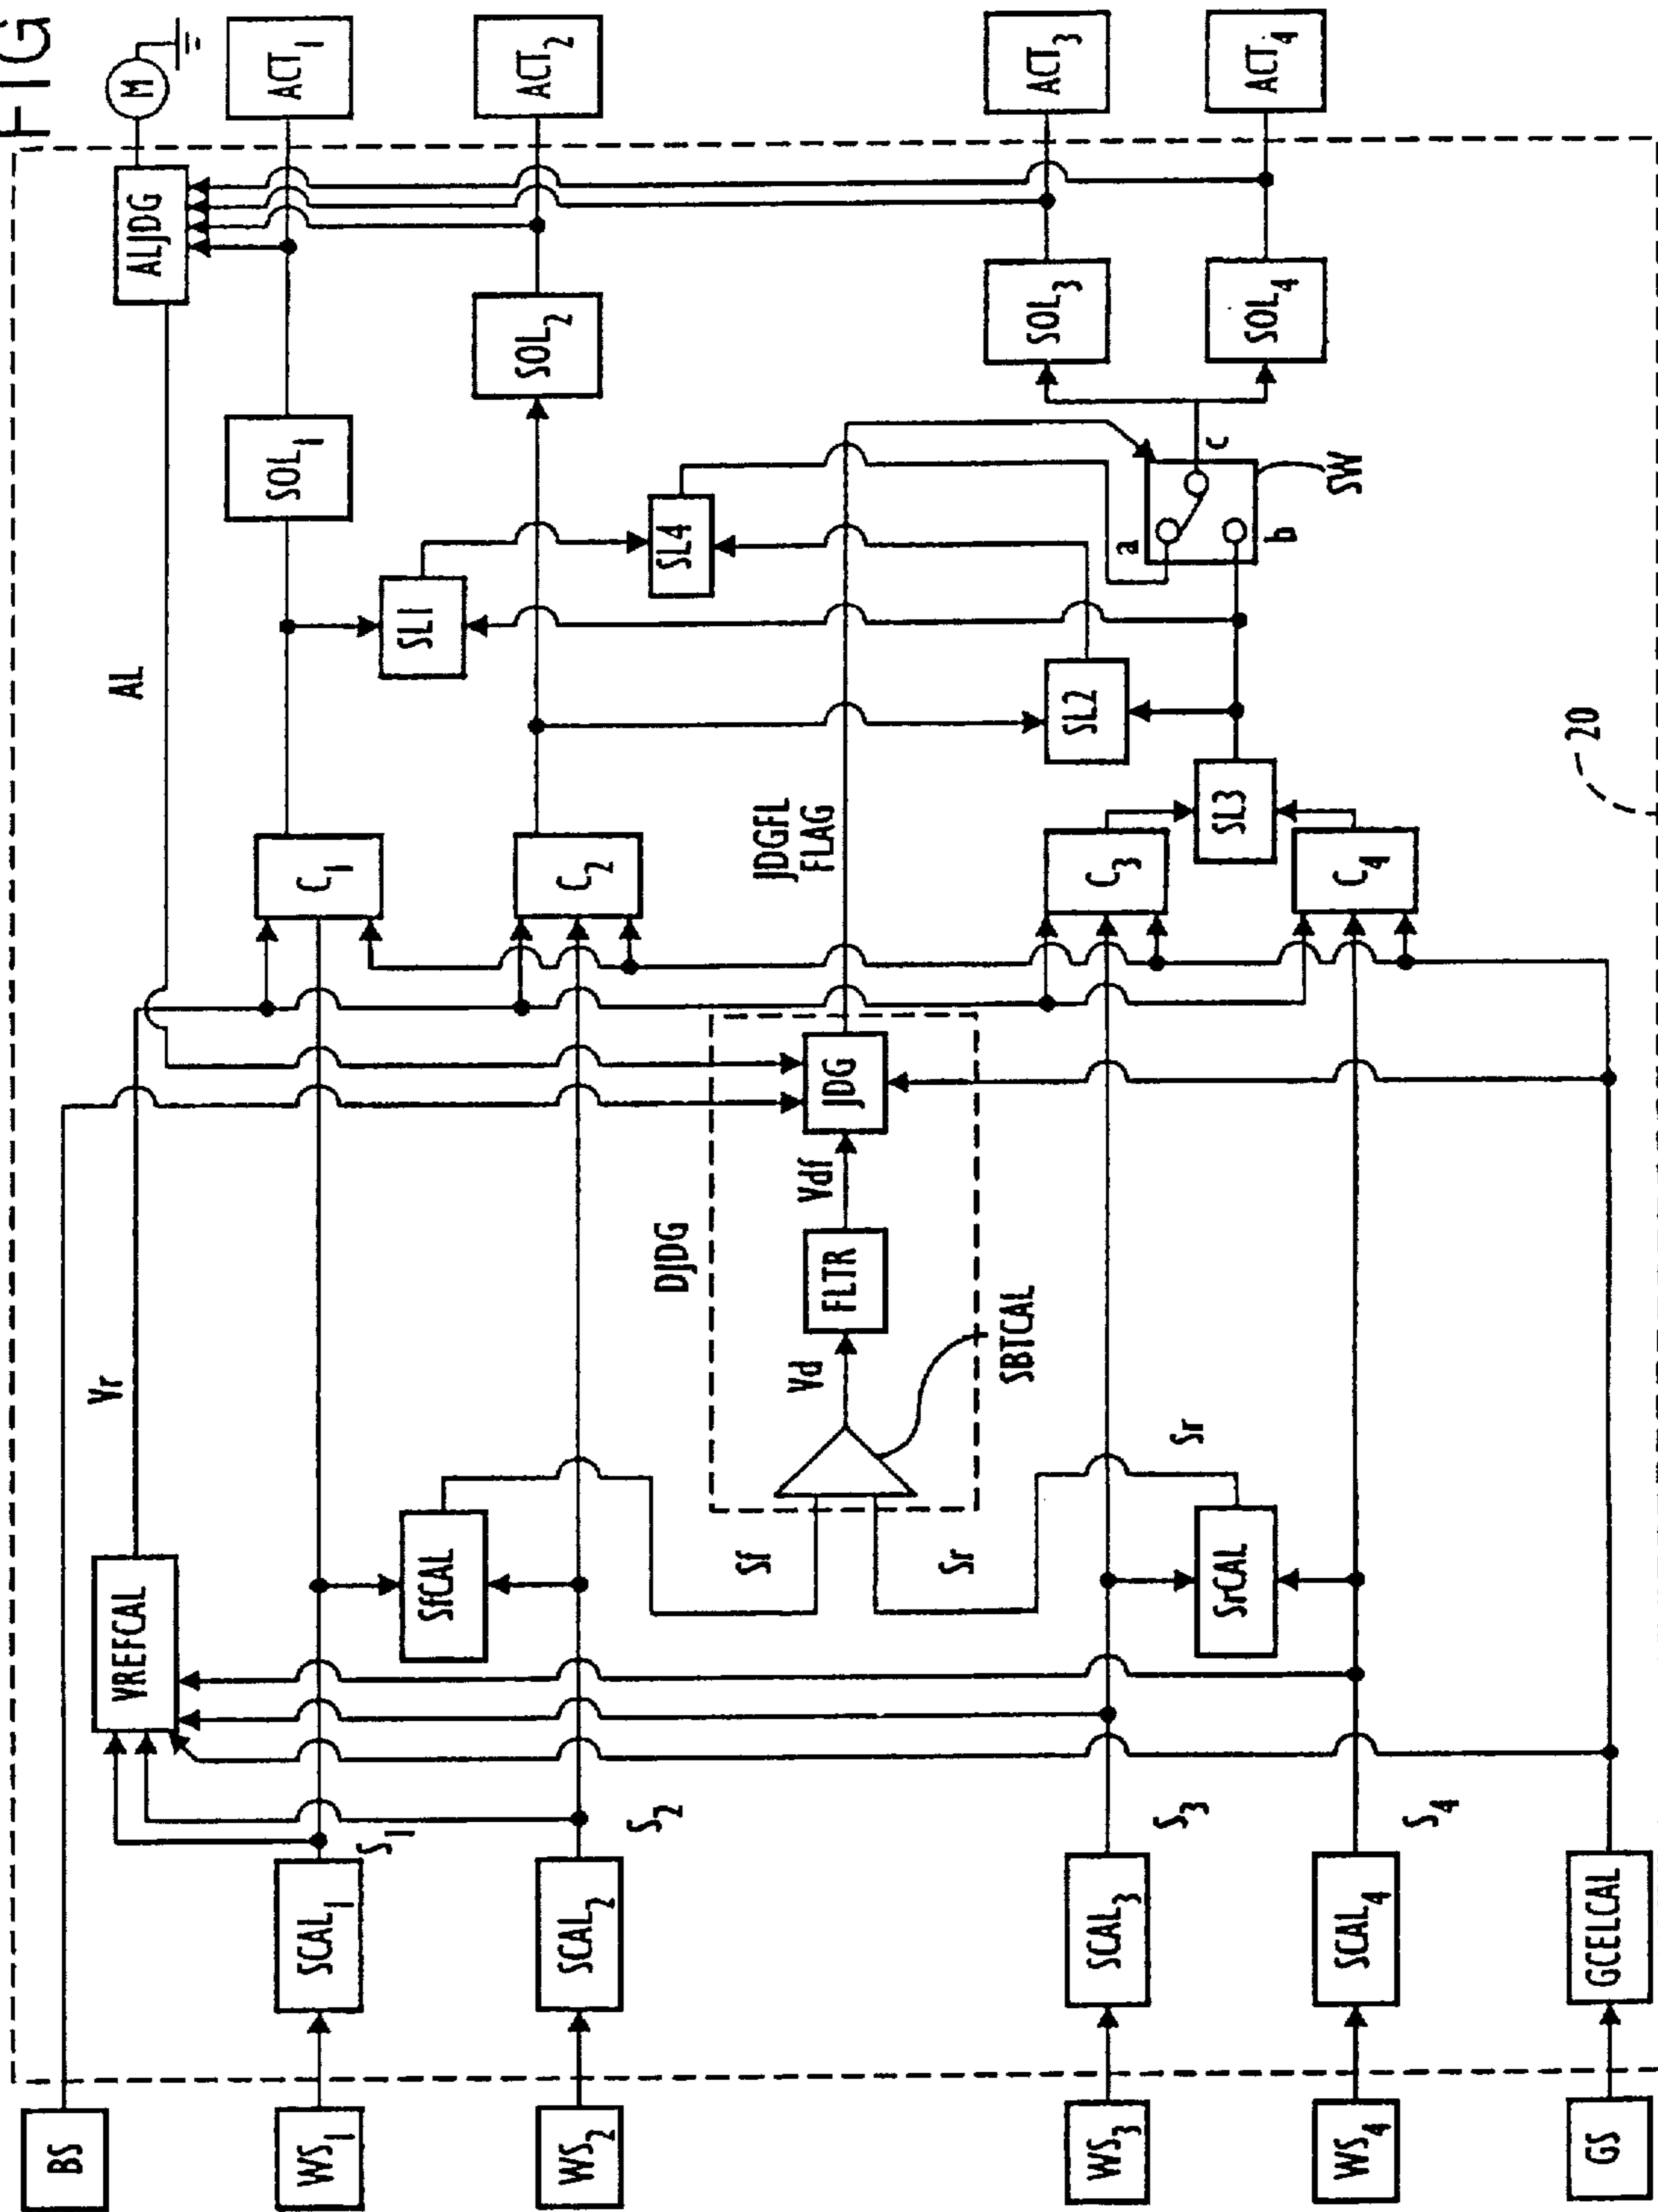 FIG
BS
VREFCAL
Vr
AL
ALJDG
M
WS₁
SCAL₁
S₁
C₁
SOL₁
ACT₁
SfCAL
SL1
WS₂
SCAL₂
S₂
C₂
SOL₂
ACT₂
DJDG
SL4
Sf
Vd
FLTR
Vdf
JDG
JDGFL
FLAG
Sr
SBTCAL
WS₃
SCAL₃
S₃
C₃
SL2
SOL₃
ACT₃
a
Sr
SrCAL
SL3
c
b
SW
WS₄
SCAL₄
S₄
C₄
SOL₄
ACT₄
GS
GCELCAL
20